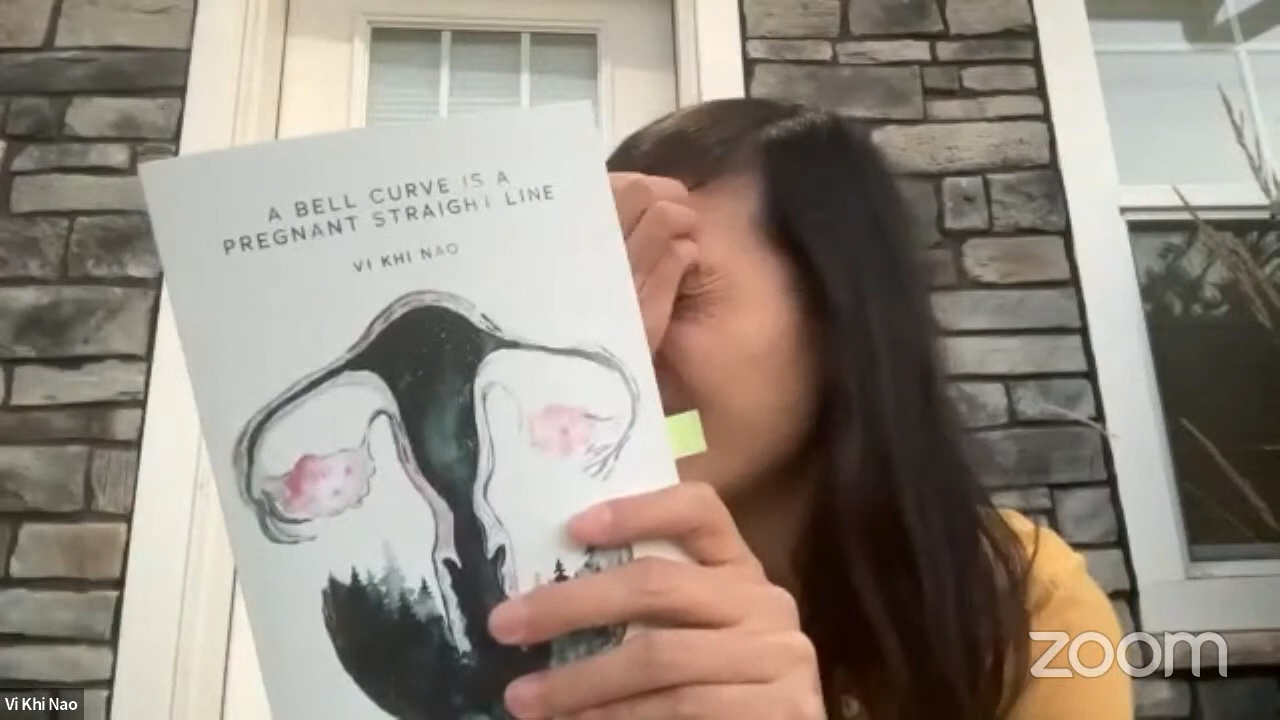 A BELL CURVE IS A
PREGNANT STRAIGHT LINE
VI KHI NAO
zoom
Vi Khi Nao